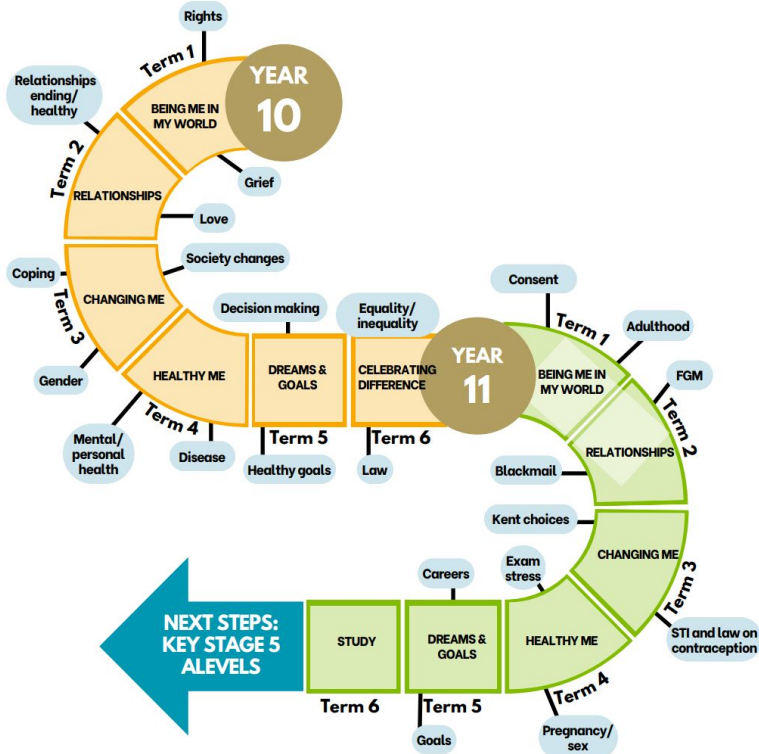 Rights
Term 1
YEAR
10
BEING ME IN
MY WORLD
Grief
Relationships
ending/
healthy
Term 2
RELATIONSHIPS
Love
Society changes
Coping
CHANGING ME
Term 3
Gender
HEALTHY ME
Term 4
Mental/
personal
health
Disease
Decision making
DREAMS &
GOALS
Term 5
Healthy goals
Equality/
inequality
CELEBRATING
DIFFERENCE
Term 6
Law
YEAR
11
Consent
Term 1
Adulthood
BEING ME IN
MY WORLD
FGM
Term 2
RELATIONSHIPS
Blackmail
Kent choices
CHANGING ME
Term 3
STI and law on
contraception
Exam
stress
HEALTHY ME
Term 4
Pregnancy/
sex
Careers
DREAMS &
GOALS
Term 5
Goals
STUDY
Term 6
NEXT STEPS:
KEY STAGE 5
ALEVELS